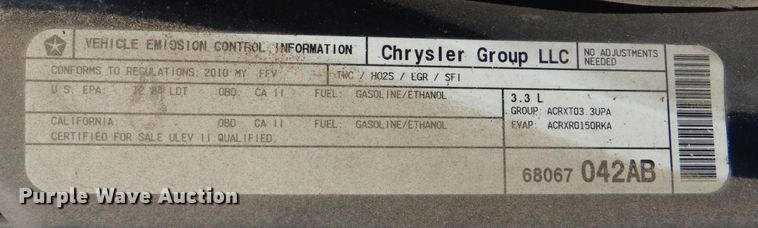 VEHICLE EMISSION CONTROL INFORMATION
Chrysler Group LLC
NO ADJUSTMENTS
NEEDED
CONFORMS TO REGULATIONS: 2010 MY FFV
TWC / HO2S / EGR / SFI
U.S. EPA: LDT OBD: CA II FUEL: GASOLINE/ETHANOL
CALIFORNIA: OBD: CA II FUEL: GASOLINE/ETHANOL
CERTIFIED FOR SALE ULEV II QUALIFIED.
3.3 L
GROUP: ACRXT03.3UPA
EVAP: ACRXR0150RKA
68067 042AB
Purple Wave Auction